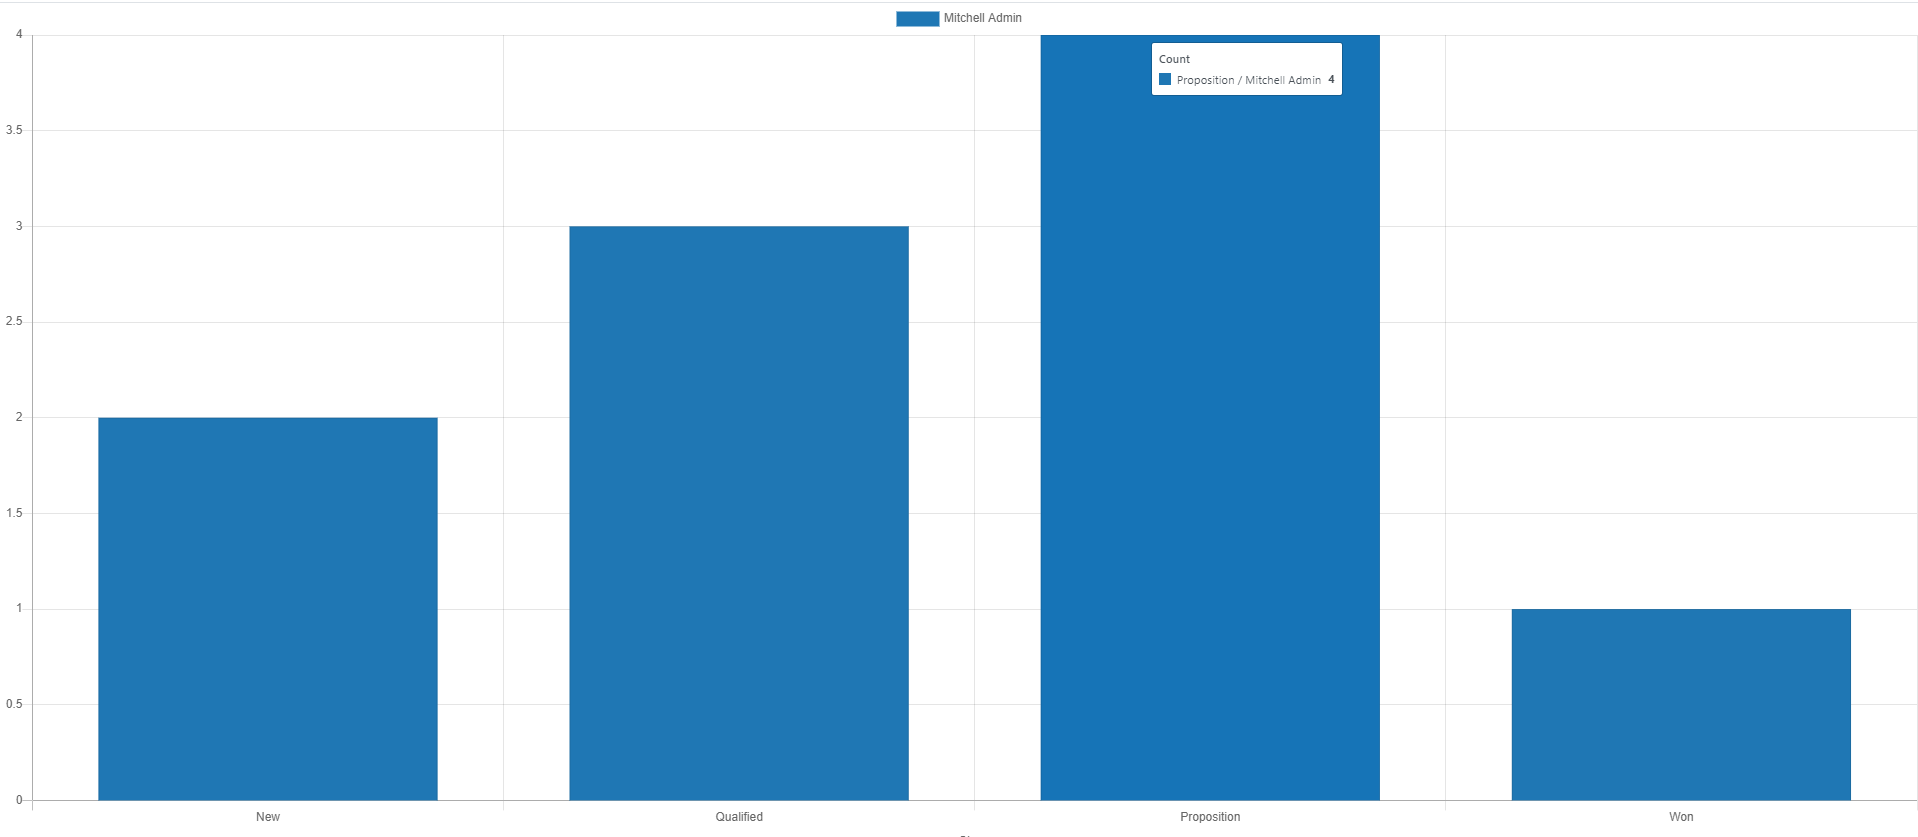 Mitchell Admin
4
Count
Proposition / Mitchell Admin 4
3.5
3
2.5
2
1.5
1
0.5
0
New Qualified Proposition Won